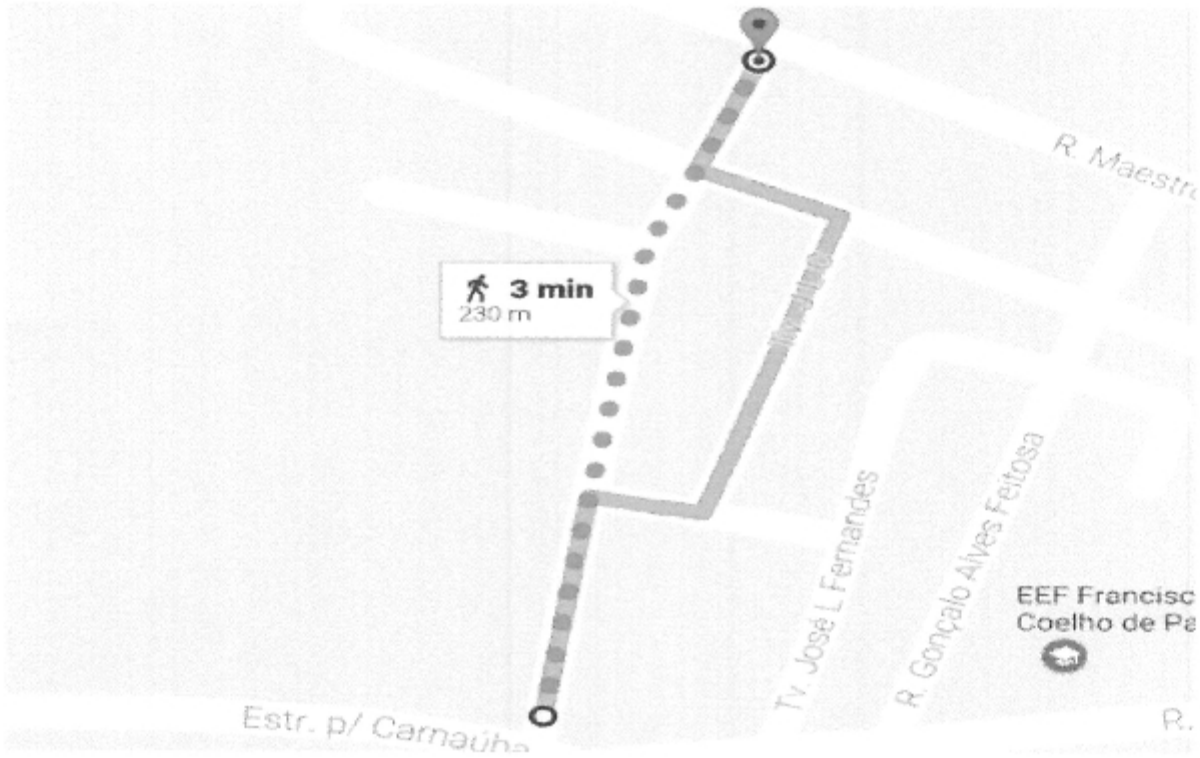 R. Maestro
3 min
230 m
Tv. José L Fernandes
R. Gonçalo Alves Feitosa
EEF Francisc
Coelho de Pa
Estr. p/ Carnaúba
R.